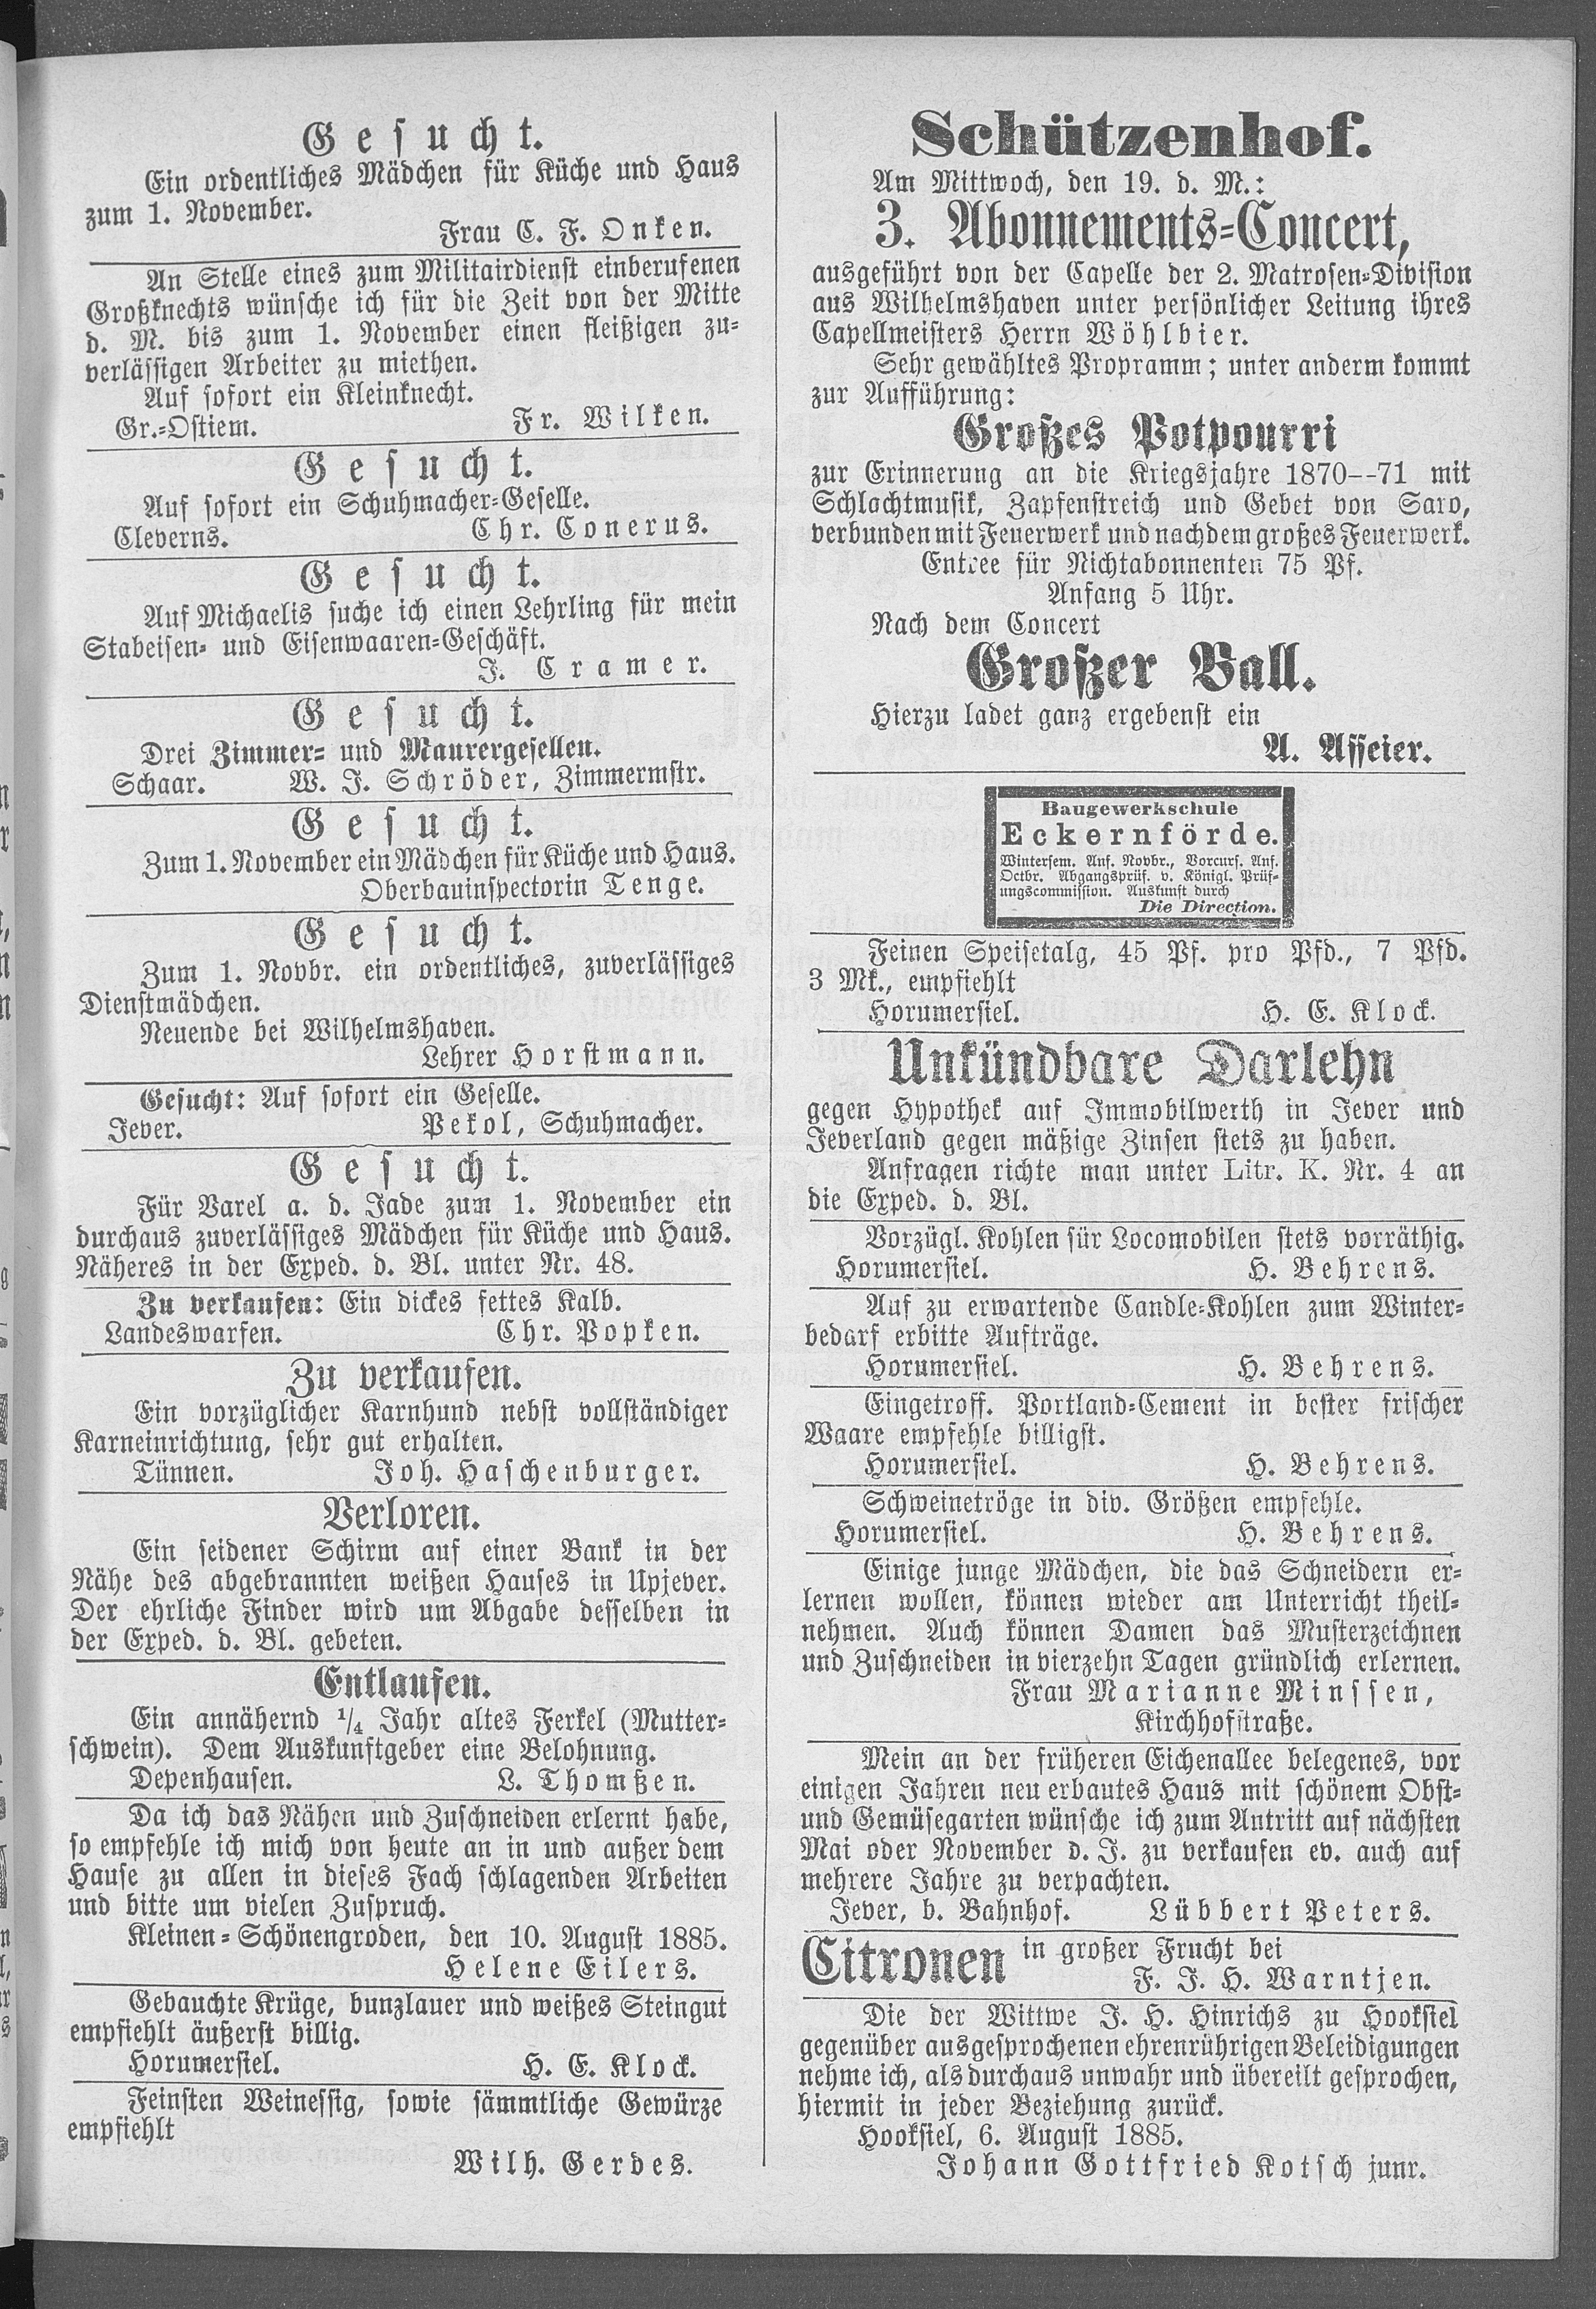 Gesucht.
Ein ordentliches Mädchen für Küche und Haus
zum 1. November.
Frau C. F. Onken.
An Stelle eines zum Militairdienst einberufenen
Großknechts wünsche ich für die Zeit von der Mitte
d. M. bis zum 1. November einen fleißigen zu-
verlässigen Arbeiter zu miethen.
Auf sofort ein Kleinknecht.
Gr.-Ostiem. Fr. Wilken.
Gesucht.
Auf sofort ein Schuhmacher-Geselle.
Cleverns. Chr. Conerus.
Gesucht.
Auf Michaelis suche ich einen Lehrling für mein
Stabeisen- und Eisenwaaren-Geschäft.
J. Cramer.
Gesucht.
Drei Zimmer- und Maurergesellen.
Schaar. W. J. Schröder, Zimmermstr.
Gesucht.
Zum 1. November ein Mädchen für Küche und Haus.
Oberbauinspectorin Tenge.
Gesucht.
Zum 1. Novbr. ein ordentliches, zuverlässiges
Dienstmädchen.
Neuende bei Wilhelmshaven.
Lehrer Horstmann.
Gesucht: Auf sofort ein Geselle.
Jever. Pekol, Schuhmacher.
Gesucht.
Für Varel a. d. Jade zum 1. November ein
durchaus zuverlässiges Mädchen für Küche und Haus.
Näheres in der Exped. d. Bl. unter Nr. 48.
Zu verkaufen: Ein dickes fettes Kalb.
Landeswarfen. Chr. Popken.
Zu verkaufen.
Ein vorzüglicher Karnhund nebst vollständiger
Karneinrichtung, sehr gut erhalten.
Tünnen. Joh. Haschenburger.
Verloren.
Ein seidener Schirm auf einer Bank in der
Nähe des abgebrannten weißen Hauses in Upjever.
Der ehrliche Finder wird um Abgabe desselben in
der Exped. d. Bl. gebeten.
Entlaufen.
Ein annähernd 1/4 Jahr altes Ferkel (Mutter-
schwein). Dem Auskunftgeber eine Belohnung.
Depenhausen. L. Thomßen.
Da ich das Nähen und Zuschneiden erlernt habe,
so empfehle ich mich von heute an in und außer dem
Hause zu allen in dieses Fach schlagenden Arbeiten
und bitte um vielen Zuspruch.
Kleinen-Schönengroden, den 10. August 1885.
Helene Eilers.
Gebauchte Krüge, bunzlauer und weißes Steingut
empfiehlt äußerst billig.
Horumersiel. H. E. Klock.
Feinsten Weinessig, sowie sämmtliche Gewürze
empfiehlt
Wilh. Gerdes.
Schützenhof.
Am Mittwoch, den 19. d. M.:
3. Abonnements-Concert,
ausgeführt von der Capelle der 2. Matrosen-Division
aus Wilhelmshaven unter persönlicher Leitung ihres
Capellmeisters Herrn Wöhlbier.
Sehr gewähltes Propramm; unter anderm kommt
zur Aufführung:
Großes Potpourri
zur Erinnerung an die Kriegsjahre 1870--71 mit
Schlachtmusik, Zapfenstreich und Gebet von Saro,
verbunden mit Feuerwerk und nachdem großes Feuerwerk.
Entree für Nichtabonnenten 75 Pf.
Anfang 5 Uhr.
Nach dem Concert
Großer Ball.
Hierzu ladet ganz ergebenst ein
A. Asseier.
Baugewerkschule
Eckernförde.
Wintersem. Anf. Novbr., Vorcurs. Anf.
Octbr. Abgangsprüf. v. Königl. Prüf-
ungscommission. Auskunft durch
Die Direction.
Feinen Speisetalg, 45 Pf. pro Pfd., 7 Pfd.
3 Mk., empfiehlt
Horumersiel. H. E. Klock.
Unkündbare Darlehn
gegen Hypothek auf Immobilwerth in Jever und
Jeverland gegen mäßige Zinsen stets zu haben.
Anfragen richte man unter Litr. K. Nr. 4 an
die Exped. d. Bl.
Vorzügl. Kohlen für Locomobilen stets vorräthig.
Horumersiel. H. Behrens.
Auf zu erwartende Candle-Kohlen zum Winter-
bedarf erbitte Aufträge.
Horumersiel. H. Behrens.
Eingetroff. Portland-Cement in bester frischer
Waare empfehle billigst.
Horumersiel. H. Behrens.
Schweinetröge in div. Größen empfehle.
Horumersiel. H. Behrens.
Einige junge Mädchen, die das Schneidern er-
lernen wollen, können wieder am Unterricht theil-
nehmen. Auch können Damen das Musterzeichnen
und Zuschneiden in vierzehn Tagen gründlich erlernen.
Frau Marianne Minssen,
Kirchhofstraße.
Mein an der früheren Eichenallee belegenes, vor
einigen Jahren neu erbautes Haus mit schönem Obst-
und Gemüsegarten wünsche ich zum Antritt auf nächsten
Mai oder November d. J. zu verkaufen ev. auch auf
mehrere Jahre zu verpachten.
Jever, b. Bahnhof. Lübbert Peters.
Citronen in großer Frucht bei
F. J. H. Warntjen.
Die der Wittwe J. H. Hinrichs zu Hooksiel
gegenüber ausgesprochenen ehrenrührigen Beleidigungen
nehme ich, als durchaus unwahr und übereilt gesprochen,
hiermit in jeder Beziehung zurück.
Hooksiel, 6. August 1885.
Johann Gottfried Kotsch junr.